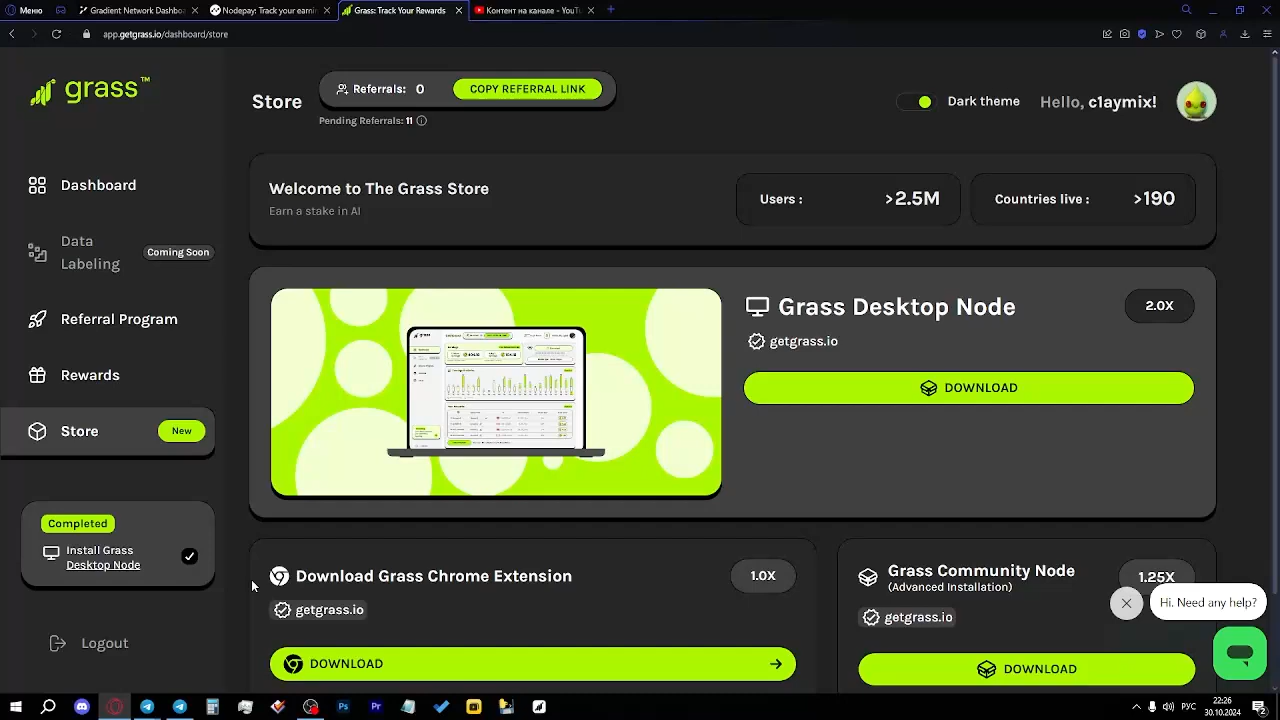 Меню
Gradient Network Dashboa
Nodepay: Track your earnin
Grass: Track Your Rewards
Контент на канале - YouTu
app.getgrass.io/dashboard/store
grass™
Store
Referrals: 0
COPY REFERRAL LINK
Pending Referrals: 11
Dark theme
Hello, c1aymix!
Dashboard
Data
Labeling
Coming Soon
Referral Program
Rewards
Store
New
Completed
Install Grass
Desktop Node
Logout
Welcome to The Grass Store
Earn a stake in AI
Users :
>2.5M
Countries live :
>190
Grass Desktop Node
2.0X
getgrass.io
DOWNLOAD
Download Grass Chrome Extension
1.0X
getgrass.io
DOWNLOAD
Grass Community Node
(Advanced Installation)
1.25X
getgrass.io
DOWNLOAD
Hi. Need any help?
Ps
Pr
РУС
22:26
30.10.2024
2